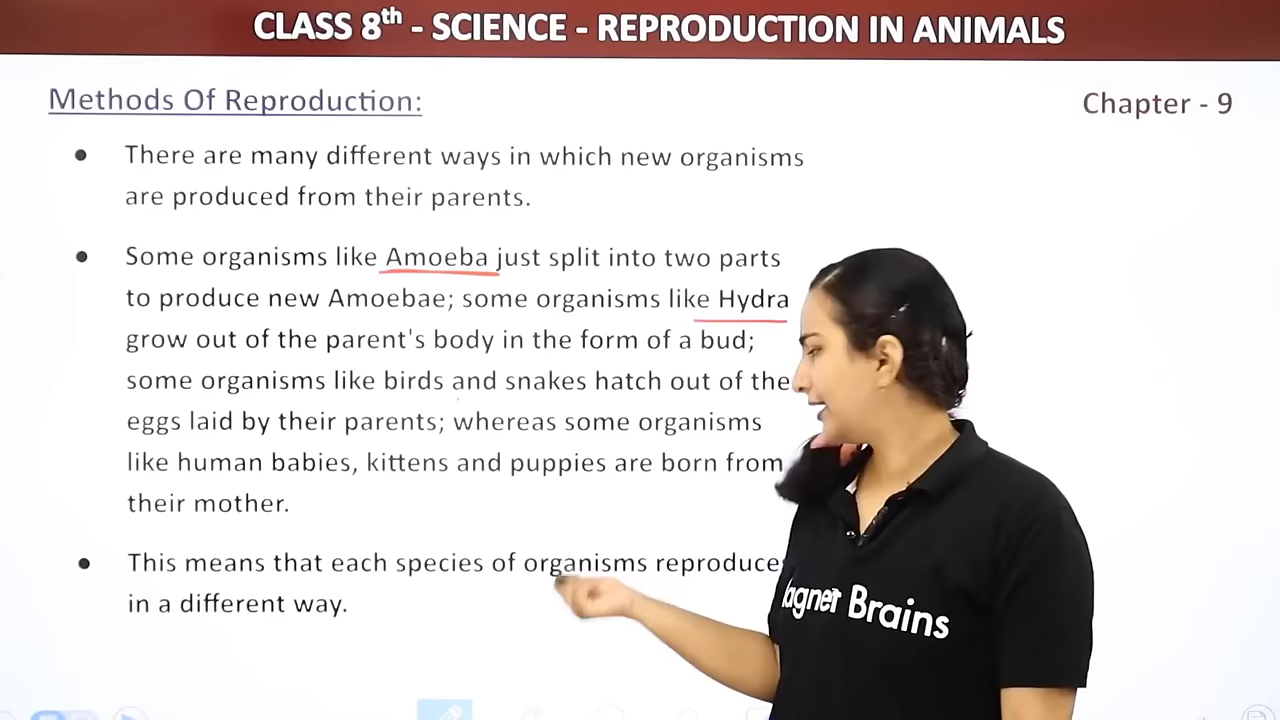 CLASS 8th - SCIENCE - REPRODUCTION IN ANIMALS
Methods Of Reproduction:
Chapter - 9
● There are many different ways in which new organisms
are produced from their parents.
● Some organisms like Amoeba just split into two parts
to produce new Amoebae; some organisms like Hydra
grow out of the parent's body in the form of a bud;
some organisms like birds and snakes hatch out of the
eggs laid by their parents; whereas some organisms
like human babies, kittens and puppies are born from
their mother.
● This means that each species of organisms reproduce
in a different way.
agnet Brains